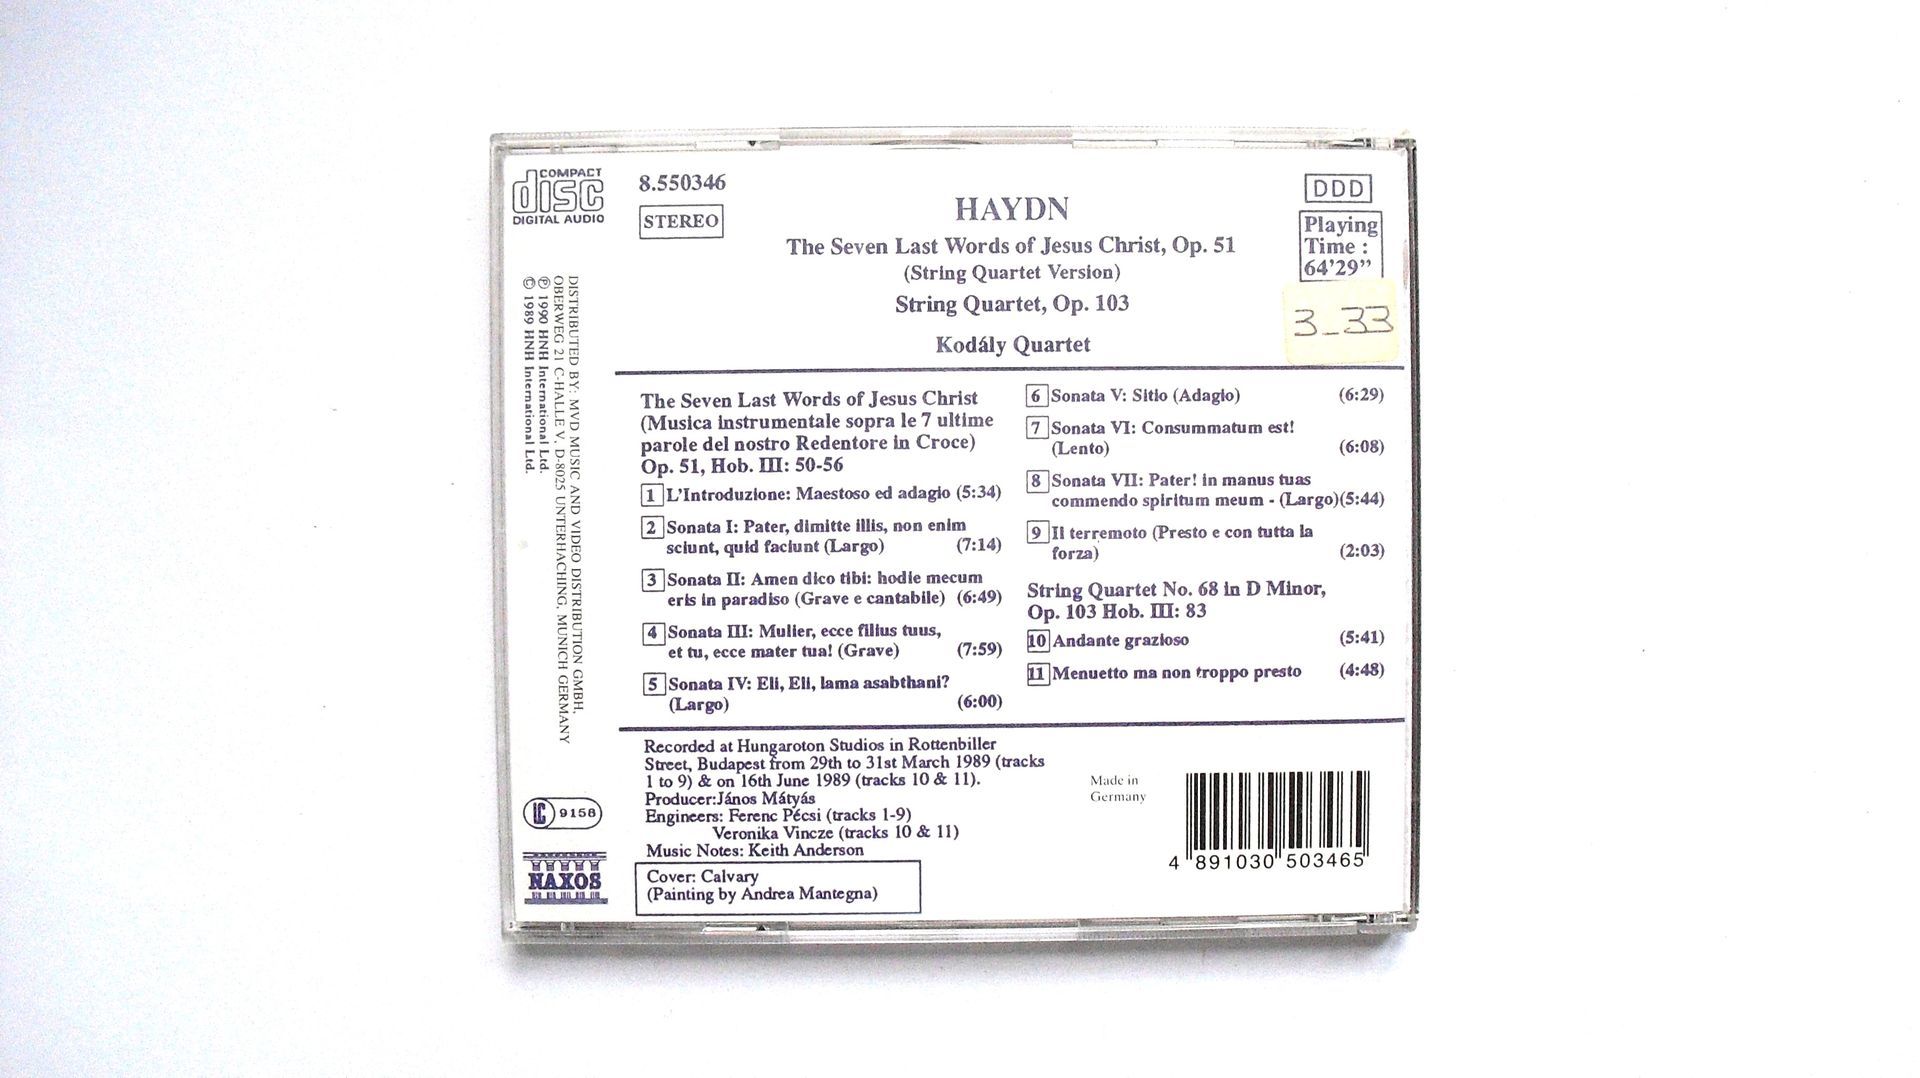 COMPACT
disc
DIGITAL AUDIO
8.550346
STEREO
HAYDN
The Seven Last Words of Jesus Christ, Op. 51
(String Quartet Version)
String Quartet, Op. 103
Kodály Quartet
DDD
Playing
Time :
64'29”
3_33
DISTRIBUTED BY: MVD MUSIC AND VIDEO DISTRIBUTION GMBH,
OBERWEG 21 C-HALLE V. D-8025 UNTERHACHING, MUNICH GERMANY
℗ 1990 HNH International Ltd.
© 1989 HNH International Ltd.
The Seven Last Words of Jesus Christ
(Musica instrumentale sopra le 7 ultime
parole del nostro Redentore in Croce)
Op. 51, Hob. III: 50-56
1 L'Introduzione: Maestoso ed adagio (5:34)
2 Sonata I: Pater, dimitte illis, non enim
sciunt, quid faciunt (Largo) (7:14)
3 Sonata II: Amen dico tibi: hodie mecum
eris in paradiso (Grave e cantabile) (6:49)
4 Sonata III: Mulier, ecce filius tuus,
et tu, ecce mater tua! (Grave) (7:59)
5 Sonata IV: Eli, Eli, lama asabthani?
(Largo) (6:00)
6 Sonata V: Sitio (Adagio) (6:29)
7 Sonata VI: Consummatum est!
(Lento) (6:08)
8 Sonata VII: Pater! in manus tuas
commendo spiritum meum - (Largo)(5:44)
9 Il terremoto (Presto e con tutta la
forza) (2:03)
String Quartet No. 68 in D Minor,
Op. 103 Hob. III: 83
10 Andante grazioso (5:41)
11 Menuetto ma non troppo presto (4:48)
Recorded at Hungaroton Studios in Rottenbiller
Street, Budapest from 29th to 31st March 1989 (tracks
1 to 9) & on 16th June 1989 (tracks 10 & 11).
Producer:János Mátyás
Engineers: Ferenc Pécsi (tracks 1-9)
Veronika Vincze (tracks 10 & 11)
Music Notes: Keith Anderson
Cover: Calvary
(Painting by Andrea Mantegna)
Made in
Germany
4 891030 503465
LC 9158
NAXOS